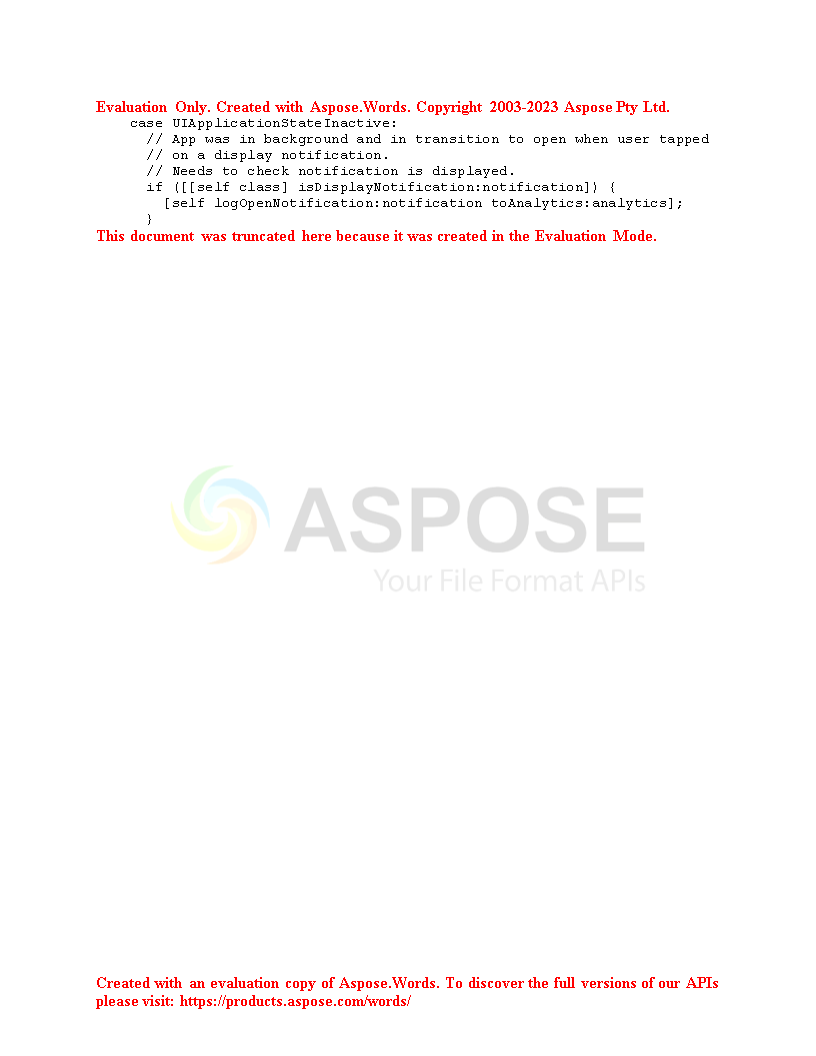 Evaluation Only. Created with Aspose.Words. Copyright 2003-2023 Aspose Pty Ltd.
case UIApplicationStateInactive:
// App was in background and in transition to open when user tapped
// on a display notification.
// Needs to check notification is displayed.
if ([[self class] isDisplayNotification:notification]) {
[self logOpenNotification:notification toAnalytics:analytics];
}
This document was truncated here because it was created in the Evaluation Mode.
ASPOSE
Your File Format APIs
Created with an evaluation copy of Aspose.Words. To discover the full versions of our APIs
please visit: https://products.aspose.com/words/